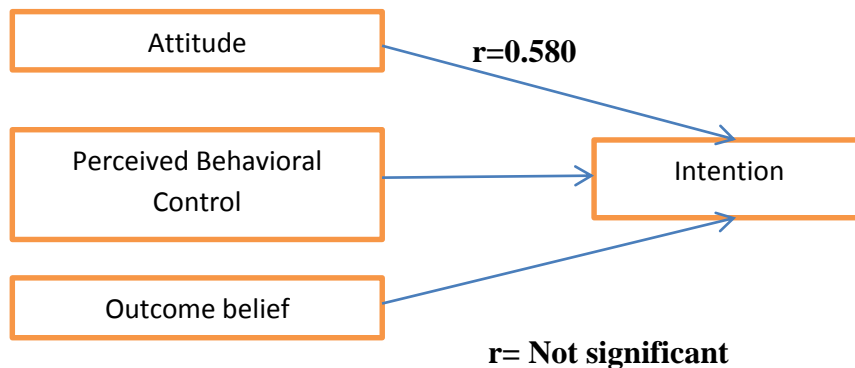 Attitude
r=0.580
Perceived Behavioral
Control
Intention
Outcome belief
r= Not significant